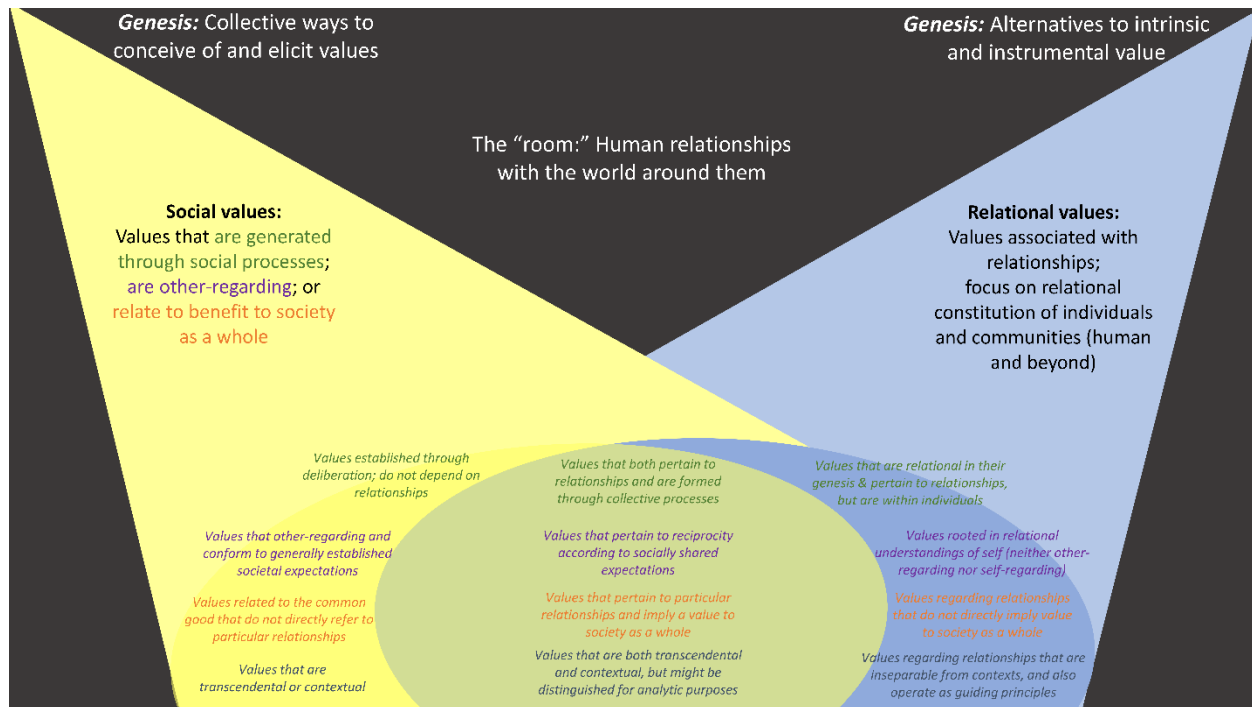 Genesis: Collective ways to
conceive of and elicit values
Genesis: Alternatives to intrinsic
and instrumental value
The “room:” Human relationships
with the world around them
Social values:
Values that are generated
through social processes;
are other-regarding; or
relate to benefit to society
as a whole
Relational values:
Values associated with
relationships;
focus on relational
constitution of individuals
and communities (human
and beyond)
Values established through
deliberation; do not depend on
relationships
Values that both pertain to
relationships and are formed
through collective processes
Values that are relational in their
genesis & pertain to relationships,
but are within individuals
Values that other-regarding and
conform to generally established
societal expectations
Values that pertain to reciprocity
according to socially shared
expectations
Values rooted in relational
understandings of self (neither other-
regarding nor self-regarding)
Values related to the common
good that do not directly refer to
particular relationships
Values that pertain to particular
relationships and imply a value to
society as a whole
Values regarding relationships
that do not directly imply value
to society as a whole
Values that are
transcendental or contextual
Values that are both transcendental
and contextual, but might be
distinguished for analytic purposes
Values regarding relationships that are
inseparable from contexts, and also
operate as guiding principles